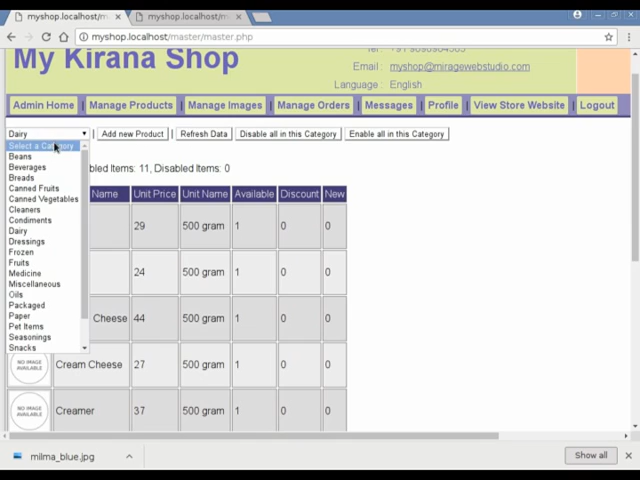 myshop.localhost/m
myshop.localhost/m
myshop.localhost/master/master.php
My Kirana Shop
Email : myshop@miragewebstudio.com
Language : English
Admin Home | Manage Products | Manage Images | Manage Orders | Messages | Profile | View Store Website | Logout
Dairy | Add new Product | Refresh Data Disable all in this Category Enable all in this Category
Select a Category
Beans
Beverages
Breads
Canned Fruits
Canned Vegetables
Cleaners
Condiments
Dairy
Dressings
Frozen
Fruits
Medicine
Miscellaneous
Oils
Packaged
Paper
Pet Items
Seasonings
Snacks
bled Items: 11, Disabled Items: 0
Name Unit Price Unit Name Available Discount New
29 500 gram 1 0 0
24 500 gram 1 0 0
Cheese 44 500 gram 1 0 0
NO IMAGE AVAILABLE Cream Cheese 27 500 gram 1 0 0
NO IMAGE AVAILABLE Creamer 37 500 gram 1 0 0
milma_blue.jpg
Show all